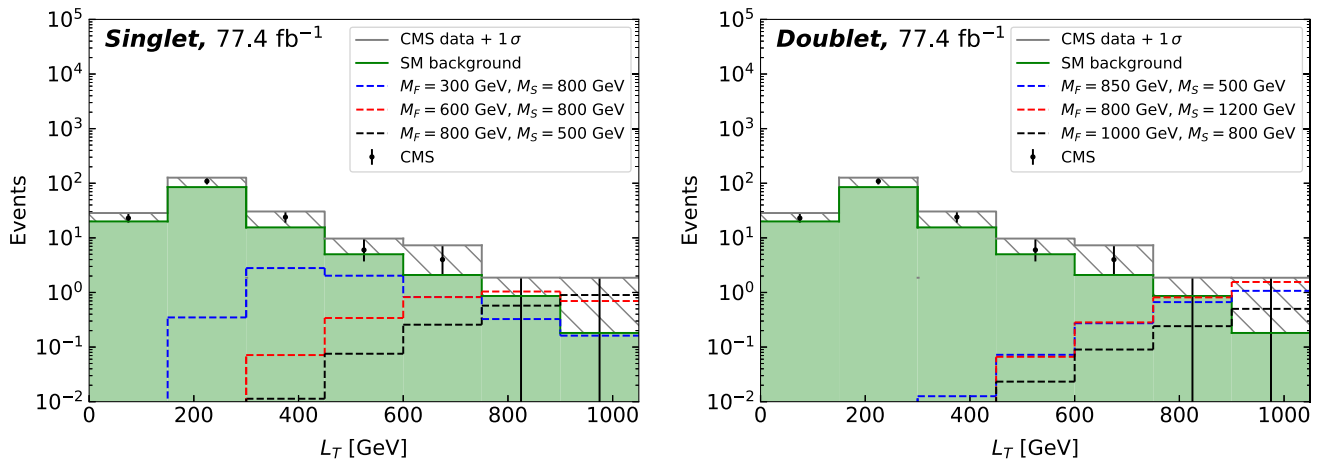 Singlet, 77.4 fb⁻¹
CMS data + 1σ
SM background
M_F = 300 GeV, M_S = 800 GeV
M_F = 600 GeV, M_S = 800 GeV
M_F = 800 GeV, M_S = 500 GeV
CMS
Events
10⁵
10⁴
10³
10²
10¹
10⁰
10⁻¹
10⁻²
0 200 400 600 800 1000
L_T [GeV]
Doublet, 77.4 fb⁻¹
CMS data + 1σ
SM background
M_F = 850 GeV, M_S = 500 GeV
M_F = 800 GeV, M_S = 1200 GeV
M_F = 1000 GeV, M_S = 800 GeV
CMS
Events
10⁵
10⁴
10³
10²
10¹
10⁰
10⁻¹
10⁻²
0 200 400 600 800 1000
L_T [GeV]